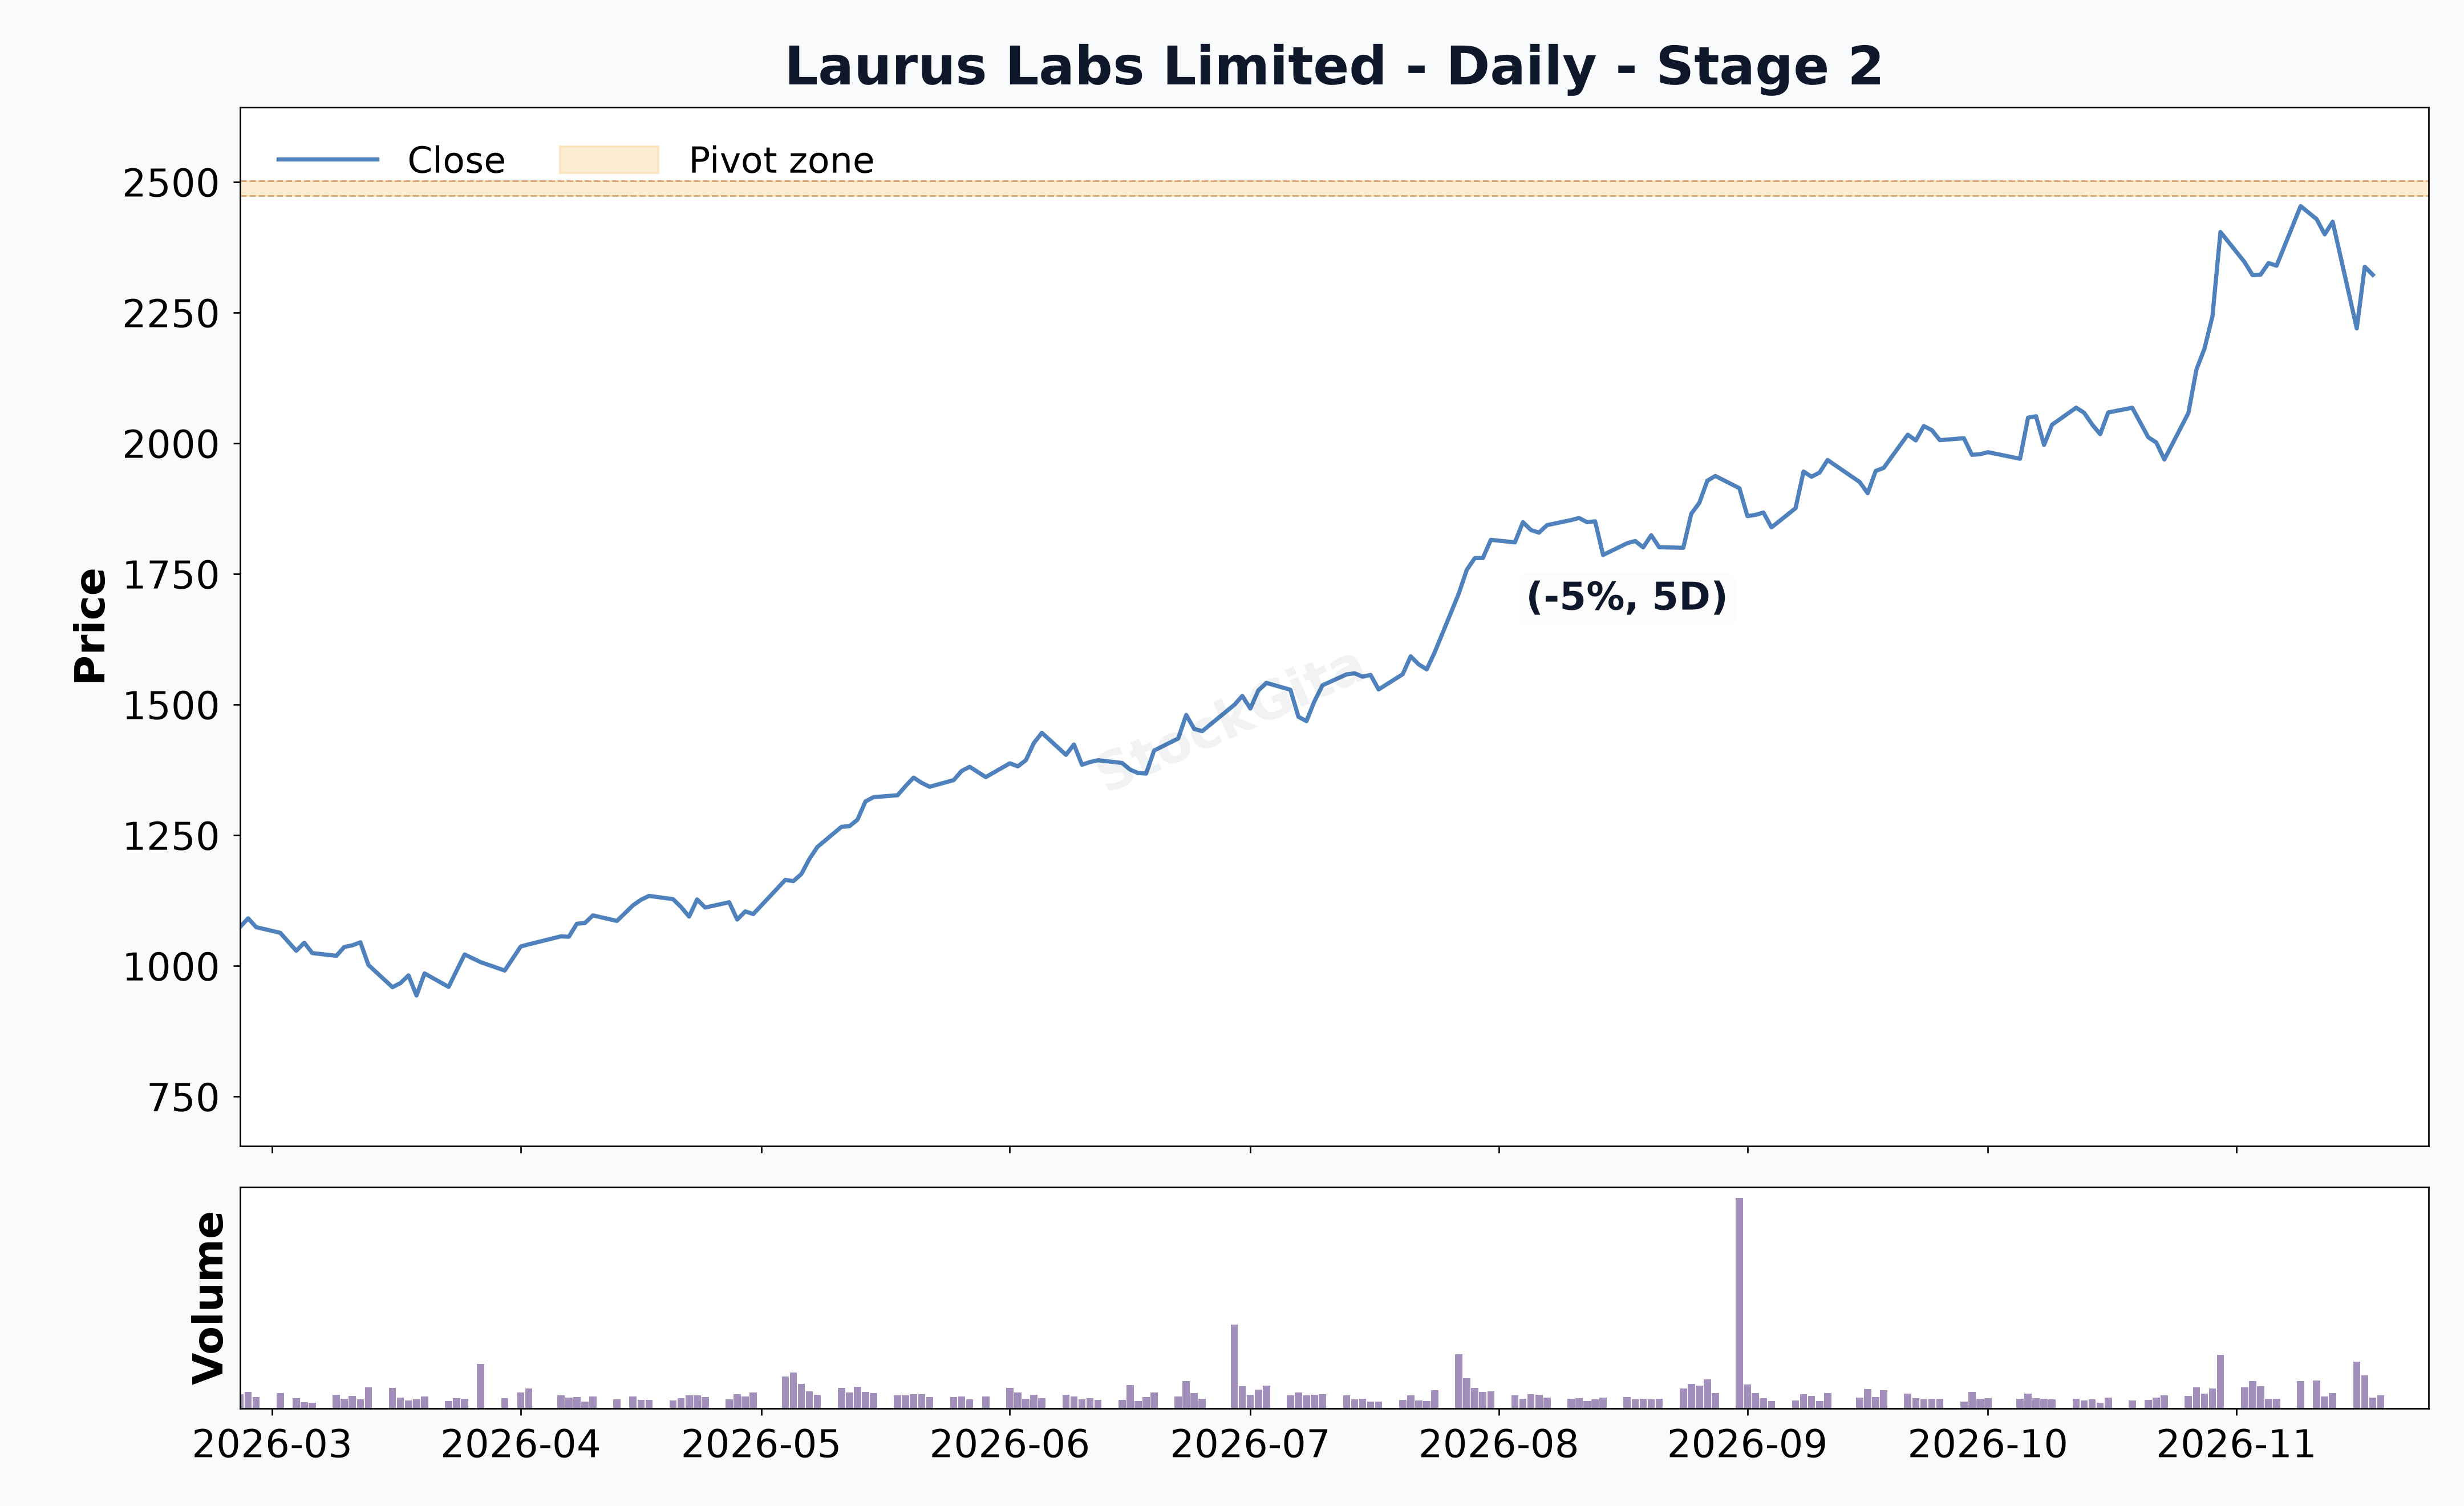 Laurus Labs Limited - Daily - Stage 2
Close
Pivot zone
2500
2250
2000
1750
1500
1250
1000
750
Price
(-5%, 5D)
StockGita
Volume
2026-03
2026-04
2026-05
2026-06
2026-07
2026-08
2026-09
2026-10
2026-11